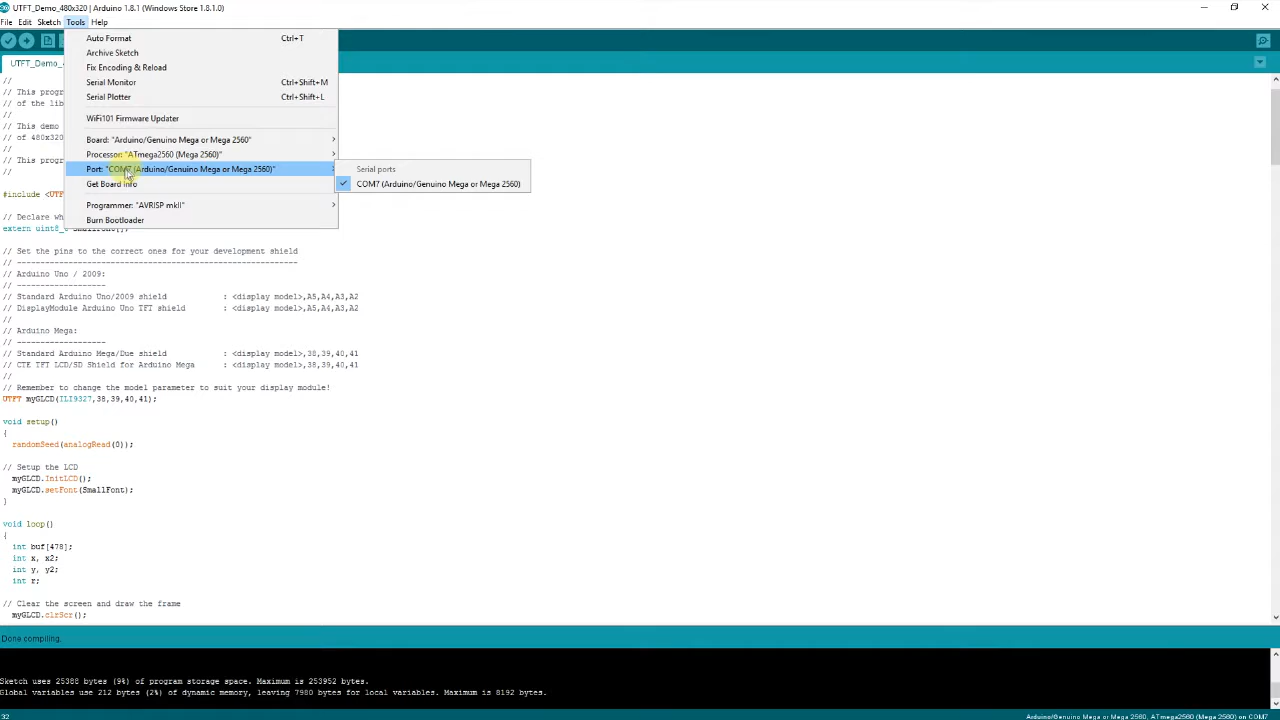 UTFT_Demo_480x320 | Arduino 1.8.1 (Windows Store 1.8.1.0)
File Edit Sketch Tools Help
Auto Format Ctrl+T
Archive Sketch
Fix Encoding & Reload
Serial Monitor Ctrl+Shift+M
Serial Plotter Ctrl+Shift+L
WiFi101 Firmware Updater
Board: "Arduino/Genuino Mega or Mega 2560"
Processor: "ATmega2560 (Mega 2560)"
Port: "COM7 (Arduino/Genuino Mega or Mega 2560)"
Get Board Info
Programmer: "AVRISP mkII"
Burn Bootloader
Serial ports
COM7 (Arduino/Genuino Mega or Mega 2560)
UTFT_Demo_4
//
// This progr
// of the lib
//
// This demo
// of 480x320
//
// This prog
//
#include <UT
// Declare wh
extern uint8_t SmallFont[];
// Set the pins to the correct ones for your development shield
// ------------------------------------------------------------
// Arduino Uno / 2009:
// -------------------
// Standard Arduino Uno/2009 shield : <display model>,A5,A4,A3,A2
// DisplayModule Arduino Uno TFT shield : <display model>,A5,A4,A3,A2
//
// Arduino Mega:
// -------------------
// Standard Arduino Mega/Due shield : <display model>,38,39,40,41
// CTE TFT LCD/SD Shield for Arduino Mega : <display model>,38,39,40,41
//
// Remember to change the model parameter to suit your display module!
UTFT myGLCD(ILI9327,38,39,40,41);
void setup()
{
randomSeed(analogRead(0));
// Setup the LCD
myGLCD.InitLCD();
myGLCD.setFont(SmallFont);
}
void loop()
{
int buf[478];
int x, x2;
int y, y2;
int r;
// Clear the screen and draw the frame
myGLCD.clrScr();
Done compiling.
Sketch uses 25388 bytes (9%) of program storage space. Maximum is 253952 bytes.
Global variables use 212 bytes (2%) of dynamic memory, leaving 7980 bytes for local variables. Maximum is 8192 bytes.
32 Arduino/Genuino Mega or Mega 2560, ATmega2560 (Mega 2560) on COM7